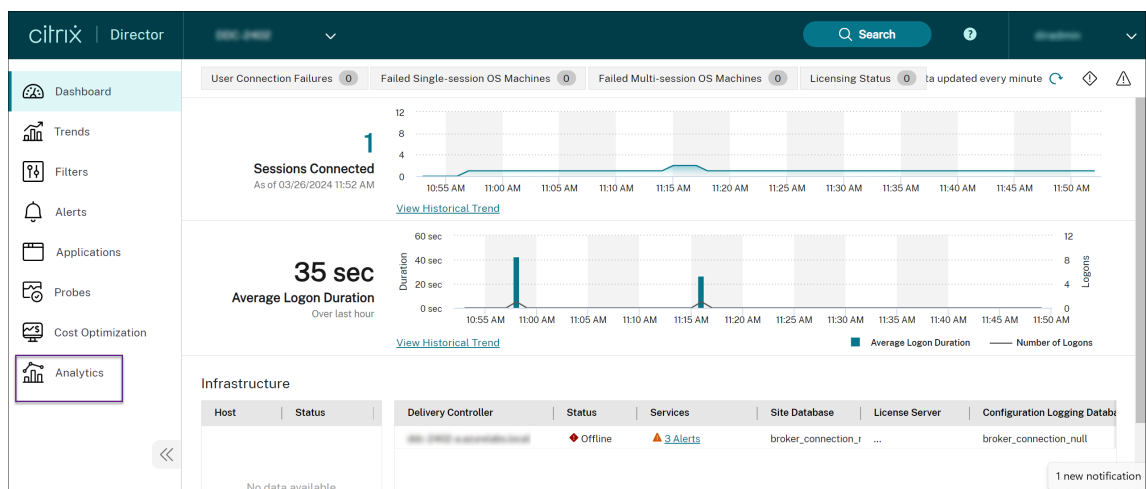 citrix | Director
Search
?
Dashboard
Trends
Filters
Alerts
Applications
Probes
Cost Optimization
Analytics
User Connection Failures 0 Failed Single-session OS Machines 0 Failed Multi-session OS Machines 0 Licensing Status 0 ta updated every minute
1
Sessions Connected
As of 03/26/2024 11:52 AM
12
8
4
0
10:55 AM 11:00 AM 11:05 AM 11:10 AM 11:15 AM 11:20 AM 11:25 AM 11:30 AM 11:35 AM 11:40 AM 11:45 AM 11:50 AM
View Historical Trend
35 sec
Average Logon Duration
Over last hour
Duration
60 sec
40 sec
20 sec
0 sec
12
8
4
0
Logons
10:55 AM 11:00 AM 11:05 AM 11:10 AM 11:15 AM 11:20 AM 11:25 AM 11:30 AM 11:35 AM 11:40 AM 11:45 AM 11:50 AM
View Historical Trend
Average Logon Duration Number of Logons
Infrastructure
Host Status
No data available
Delivery Controller Status Services Site Database License Server Configuration Logging Databa
Offline 3 Alerts broker_connection_r ... broker_connection_null
1 new notification